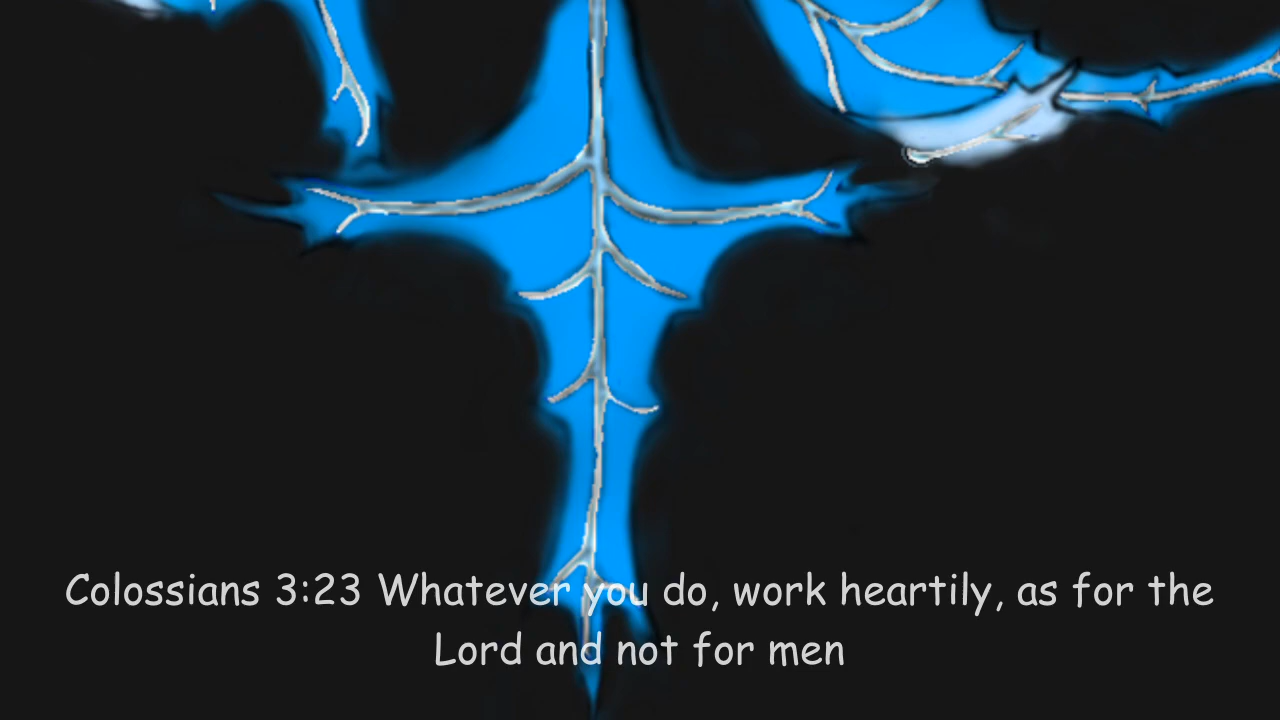 Colossians 3:23 Whatever you do, work heartily, as for the
Lord and not for men